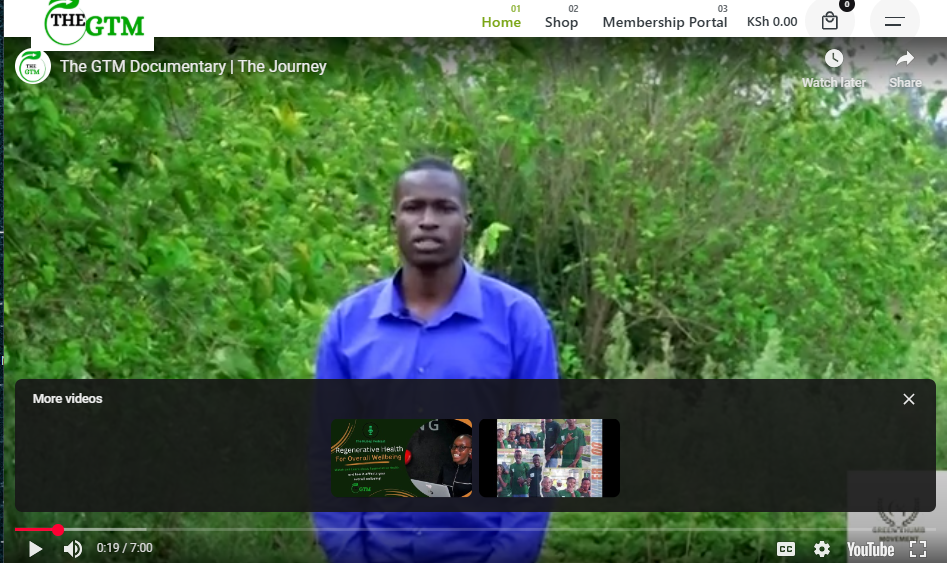 THE GTM
01
Home
02
Shop
03
Membership Portal
KSh 0.00
0
THE GTM
The GTM Documentary | The Journey
Watch later
Share
More videos
Regenerative Health
For Overall Wellbeing
GTM
0:19 / 7:00
CC
YouTube
GREEN THUMB
MOVEMENT